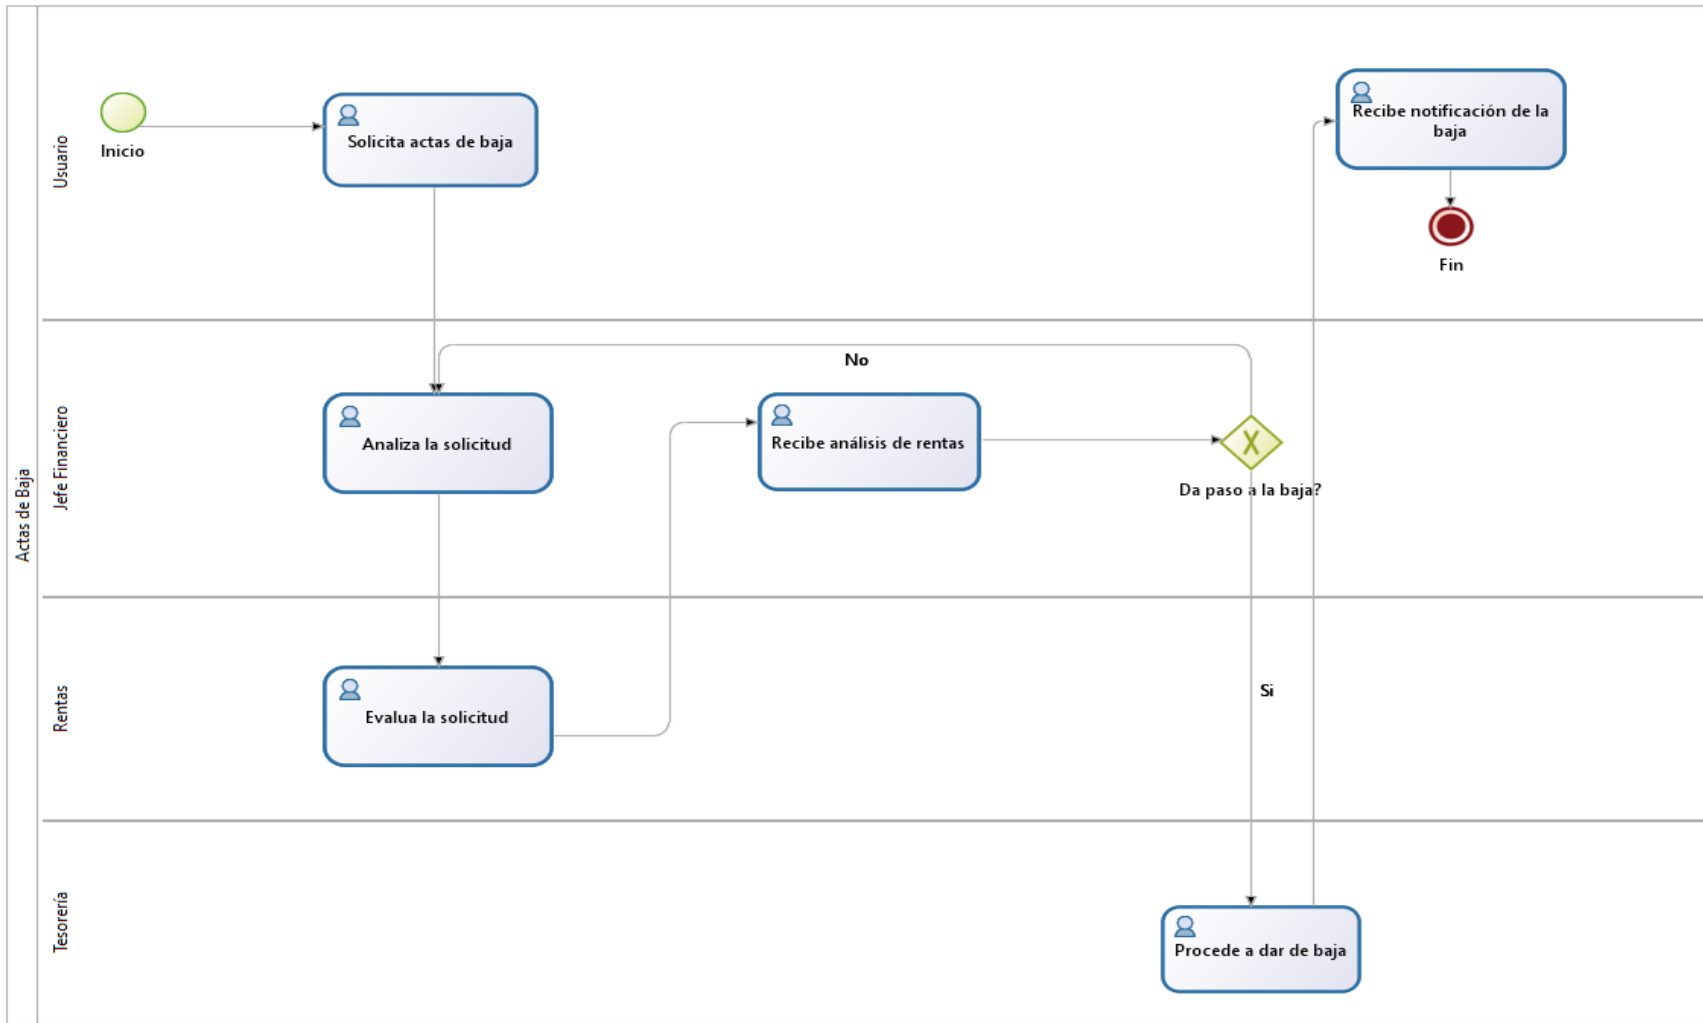 Actas de Baja
Usuario
Inicio
Solicita actas de baja
Recibe notificación de la
baja
Fin
Jefe Financiero
No
Analiza la solicitud
Recibe análisis de rentas
Da paso a la baja?
Rentas
Evalua la solicitud
Si
Tesorería
Procede a dar de baja